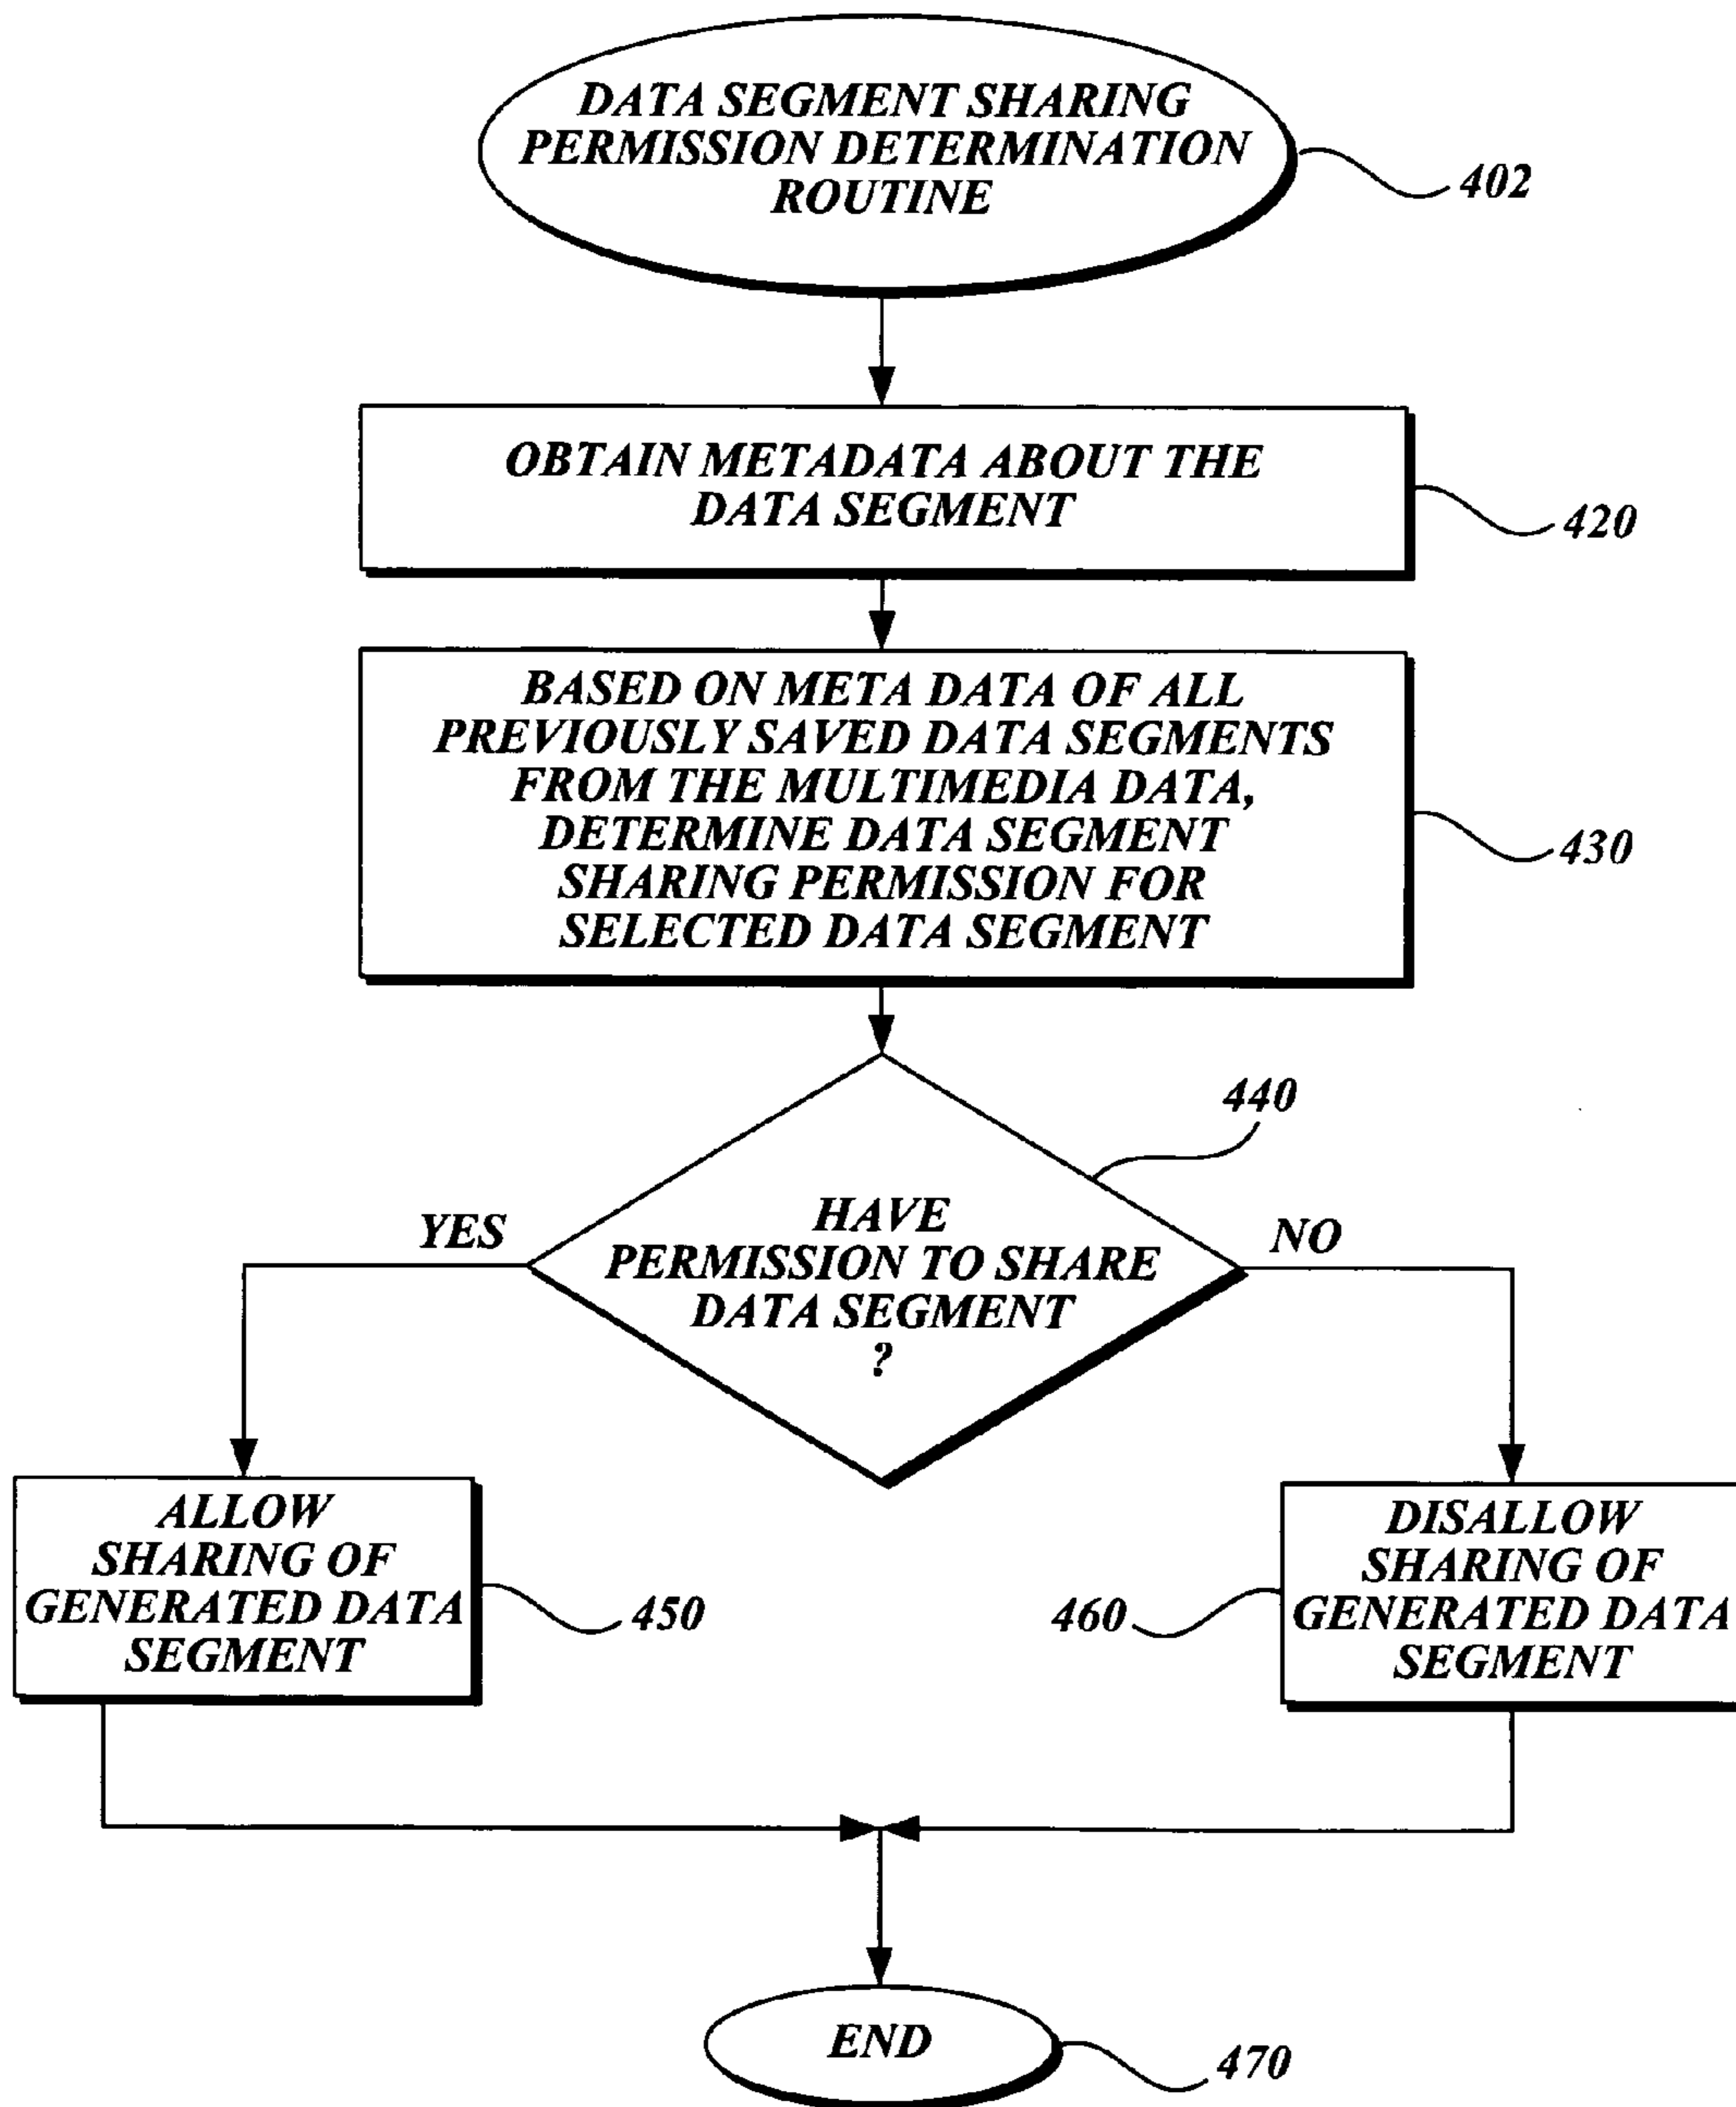 DATA SEGMENT SHARING
PERMISSION DETERMINATION
ROUTINE
402
OBTAIN METADATA ABOUT THE
DATA SEGMENT
420
BASED ON META DATA OF ALL
PREVIOUSLY SAVED DATA SEGMENTS
FROM THE MULTIMEDIA DATA,
DETERMINE DATA SEGMENT
SHARING PERMISSION FOR
SELECTED DATA SEGMENT
430
440
HAVE
PERMISSION TO SHARE
DATA SEGMENT
?
YES
NO
ALLOW
SHARING OF
GENERATED DATA
SEGMENT
450
DISALLOW
SHARING OF
GENERATED DATA
SEGMENT
460
END
470